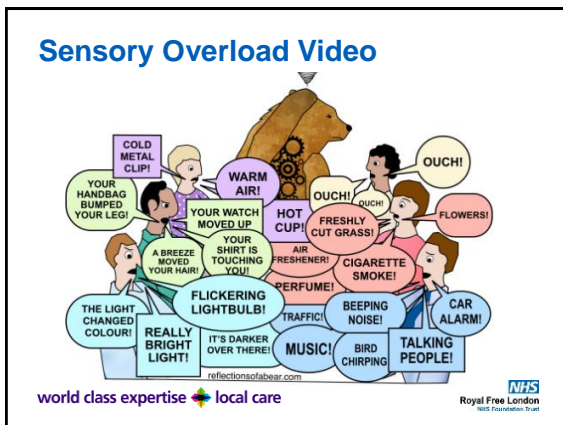 Sensory Overload Video
COLD
METAL
CLIP!
WARM
AIR!
OUCH!
YOUR
HANDBAG
BUMPED
YOUR LEG!
OUCH!
OUCH!
YOUR WATCH
MOVED UP
HOT
CUP!
FRESHLY
CUT GRASS!
FLOWERS!
A BREEZE
MOVED
YOUR HAIR!
YOUR
SHIRT IS
TOUCHING
YOU!
AIR
FRESHENER!
CIGARETTE
SMOKE!
FLICKERING
LIGHTBULB!
PERFUME!
THE LIGHT
CHANGED
COLOUR!
REALLY
BRIGHT
LIGHT!
IT'S DARKER
OVER THERE!
TRAFFIC!
MUSIC!
BEEPING
NOISE!
BIRD
CHIRPING
CAR
ALARM!
TALKING
PEOPLE!
reflectionsofabear.com
world class expertise local care
NHS
Royal Free London
NHS Foundation Trust